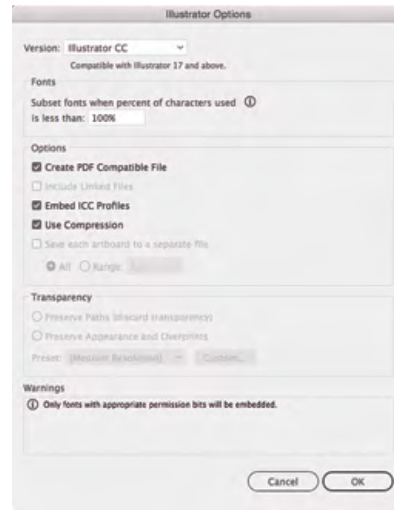 Illustrator Options
Version: Illustrator CC
Compatible with Illustrator 17 and above.
Fonts
Subset fonts when percent of characters used
is less than: 100%
Options
Create PDF Compatible File
Include Linked Files
Embed ICC Profiles
Use Compression
Save each artboard to a separate file
All Range:
Transparency
Preserve Paths (discard transparency)
Preserve Appearance and Overprints
Preset: [Medium Resolution] Custom...
Warnings
Only fonts with appropriate permission bits will be embedded.
Cancel OK